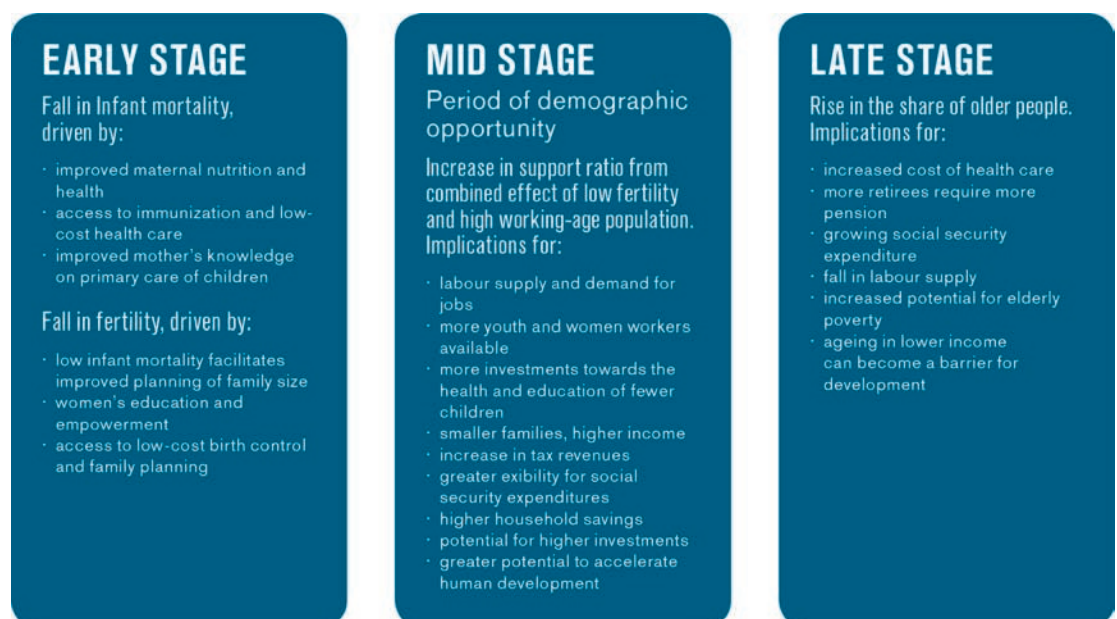 EARLY STAGE
Fall in Infant mortality,
driven by:
· improved maternal nutrition and
health
· access to immunization and low-
cost health care
· improved mother's knowledge
on primary care of children
Fall in fertility, driven by:
· low infant mortality facilitates
improved planning of family size
· women's education and
empowerment
· access to low-cost birth control
and family planning
MID STAGE
Period of demographic
opportunity
Increase in support ratio from
combined effect of low fertility
and high working-age population.
Implications for:
· labour supply and demand for
jobs
· more youth and women workers
available
· more investments towards the
health and education of fewer
children
· smaller families, higher income
· increase in tax revenues
· greater exibility for social
security expenditures
· higher household savings
· potential for higher investments
· greater potential to accelerate
human development
LATE STAGE
Rise in the share of older people.
Implications for:
· increased cost of health care
· more retirees require more
pension
· growing social security
expenditure
· fall in labour supply
· increased potential for elderly
poverty
· ageing in lower income
can become a barrier for
development